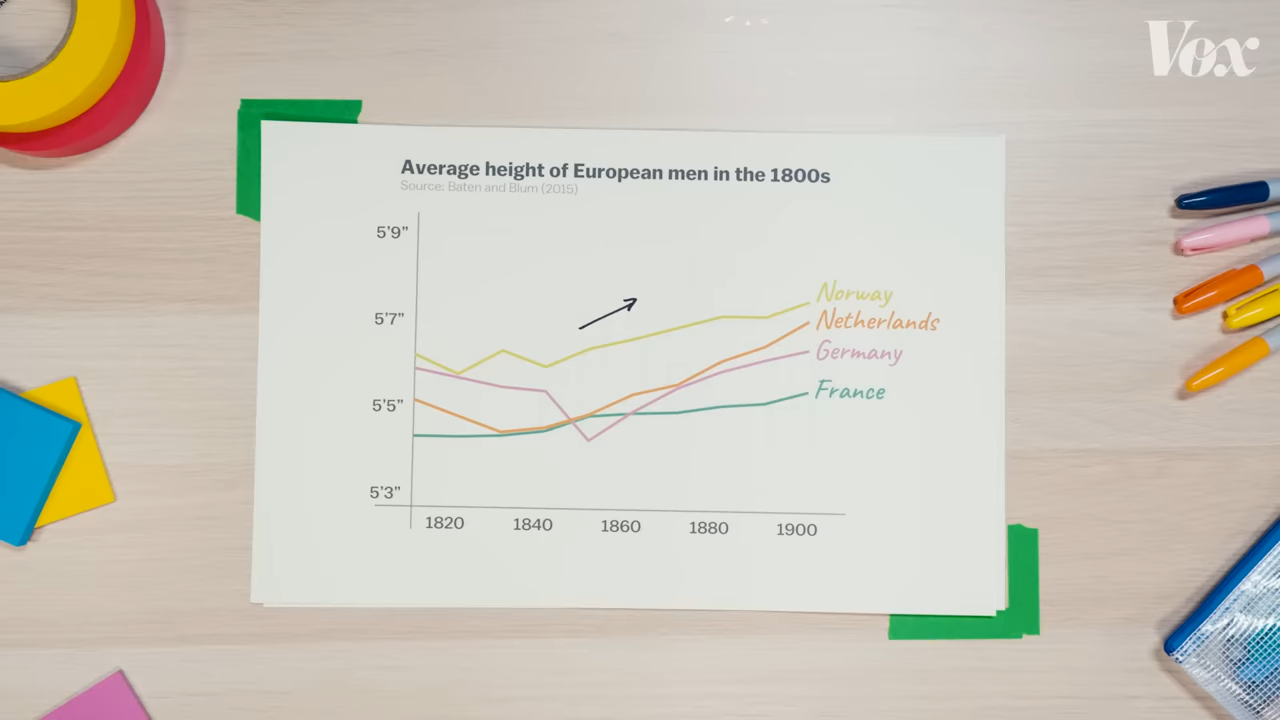 Vox
Average height of European men in the 1800s
Source: Baten and Blum (2015)
5'9"
5'7"
5'5"
5'3"
1820 1840 1860 1880 1900
Norway
Netherlands
Germany
France